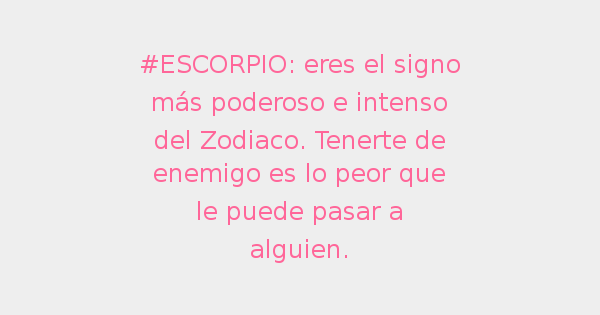 #ESCORPIO: eres el signo
más poderoso e intenso
del Zodiaco. Tenerte de
enemigo es lo peor que
le puede pasar a
alguien.